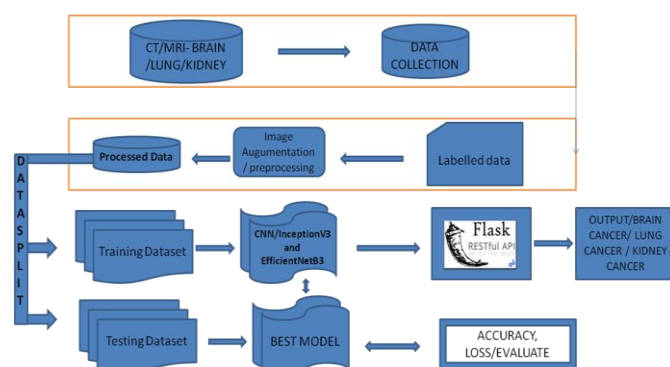 CT/MRI- BRAIN
/LUNG/KIDNEY
DATA
COLLECTION
Processed Data
Image
Augumentation
/ preprocessing
Labelled data
DATASPLIT
Training Dataset
CNN/InceptionV3
and
EfficientNetB3
Flask
RESTful API
OUTPUT/BRAIN
CANCER/ LUNG
CANCER / KIDNEY
CANCER
Testing Dataset
BEST MODEL
ACCURACY,
LOSS/EVALUATE